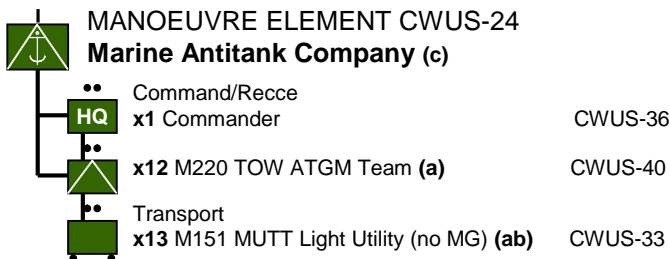 MANOEUVRE ELEMENT CWUS-24
Marine Antitank Company (c)
Command/Recce
HQ x1 Commander CWUS-36
x12 M220 TOW ATGM Team (a) CWUS-40
Transport
x13 M151 MUTT Light Utility (no MG) (ab) CWUS-33